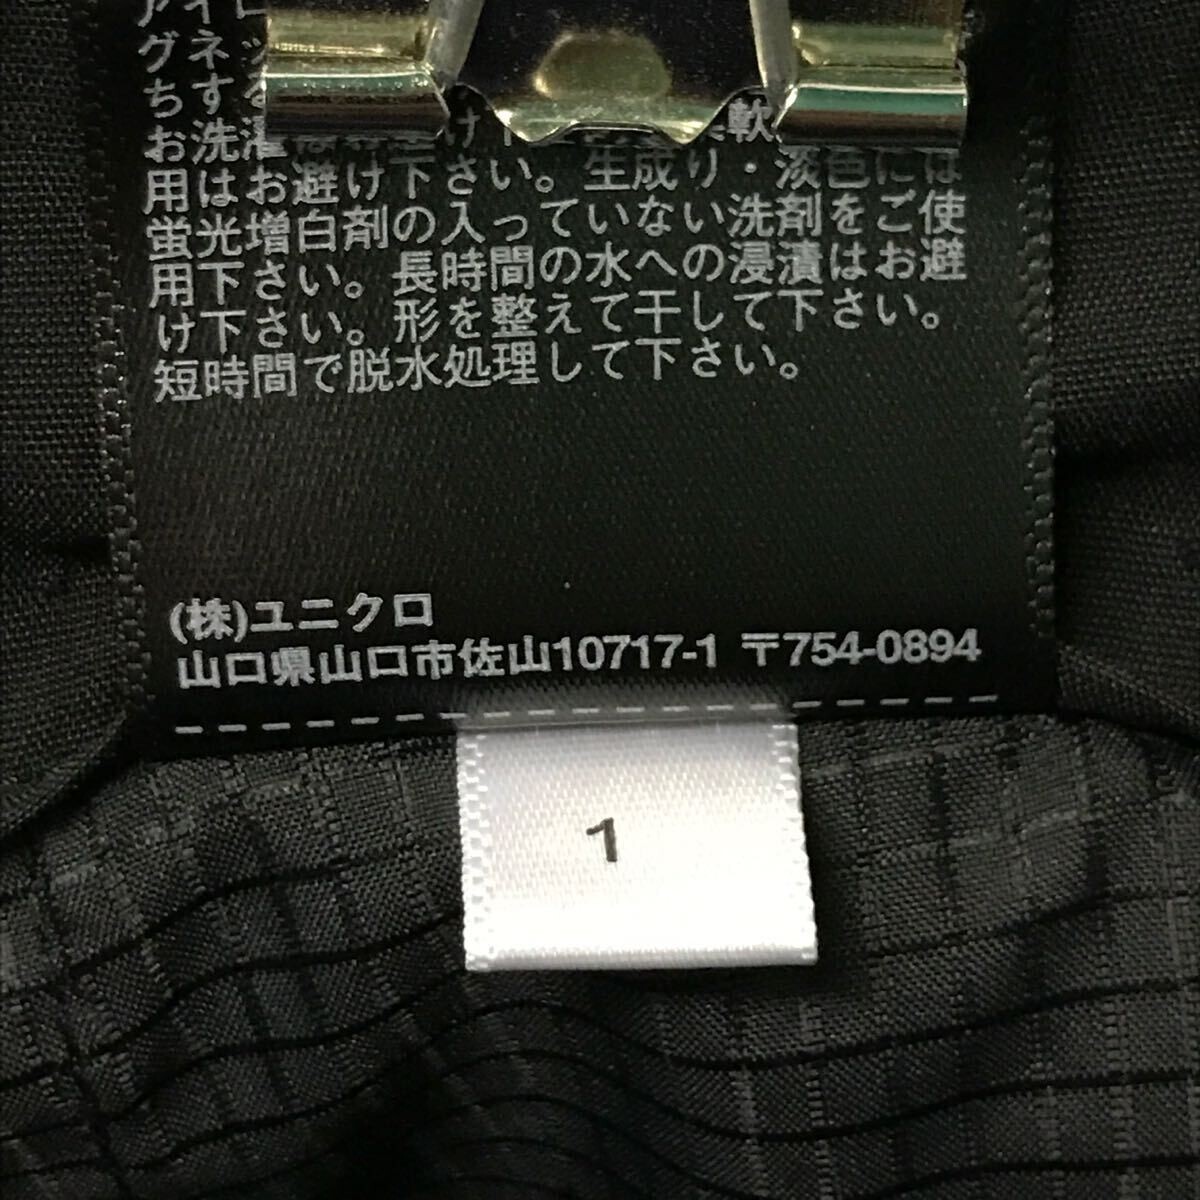 お洗濯は
用はお避け下さい。生成り・淡色には
蛍光増白剤の入っていない洗剤をご使
用下さい。長時間の水への浸漬はお避
け下さい。形を整えて干して下さい。
短時間で脱水処理して下さい。
(株)ユニクロ
山口県山口市佐山10717-1 〒754-0894
1